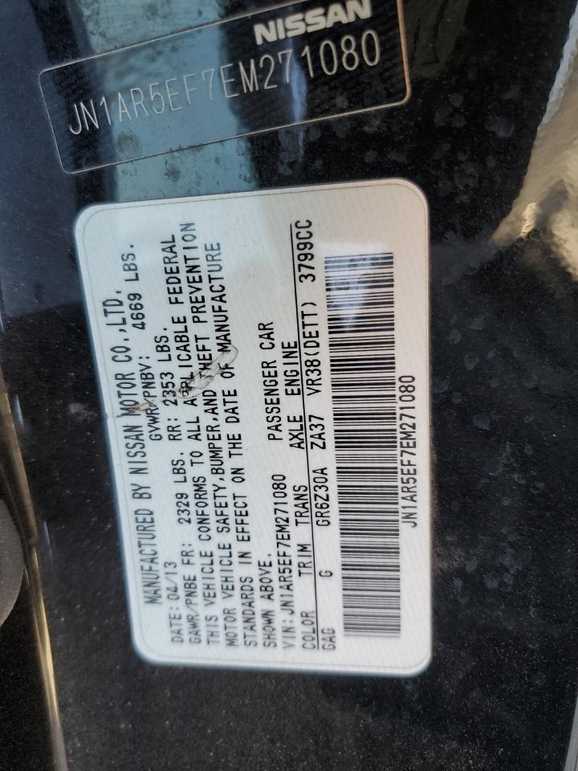 NISSAN
JN1AR5EF7EM271080
MANUFACTURED BY NISSAN MOTOR CO.,LTD.
DATE: 04/13 GVWR/PNBV: 4669 LBS.
GAWR/PNBE FR: 2329 LBS. RR: 2353 LBS.
THIS VEHICLE CONFORMS TO ALL APPLICABLE FEDERAL
MOTOR VEHICLE SAFETY,BUMPER,AND THEFT PREVENTION
STANDARDS IN EFFECT ON THE DATE OF MANUFACTURE
SHOWN ABOVE.
VIN:JN1AR5EF7EM271080 PASSENGER CAR
COLOR TRIM TRANS AXLE ENGINE
GAG G GR6Z30A ZA37 VR38(DETT) 3799CC
JN1AR5EF7EM271080